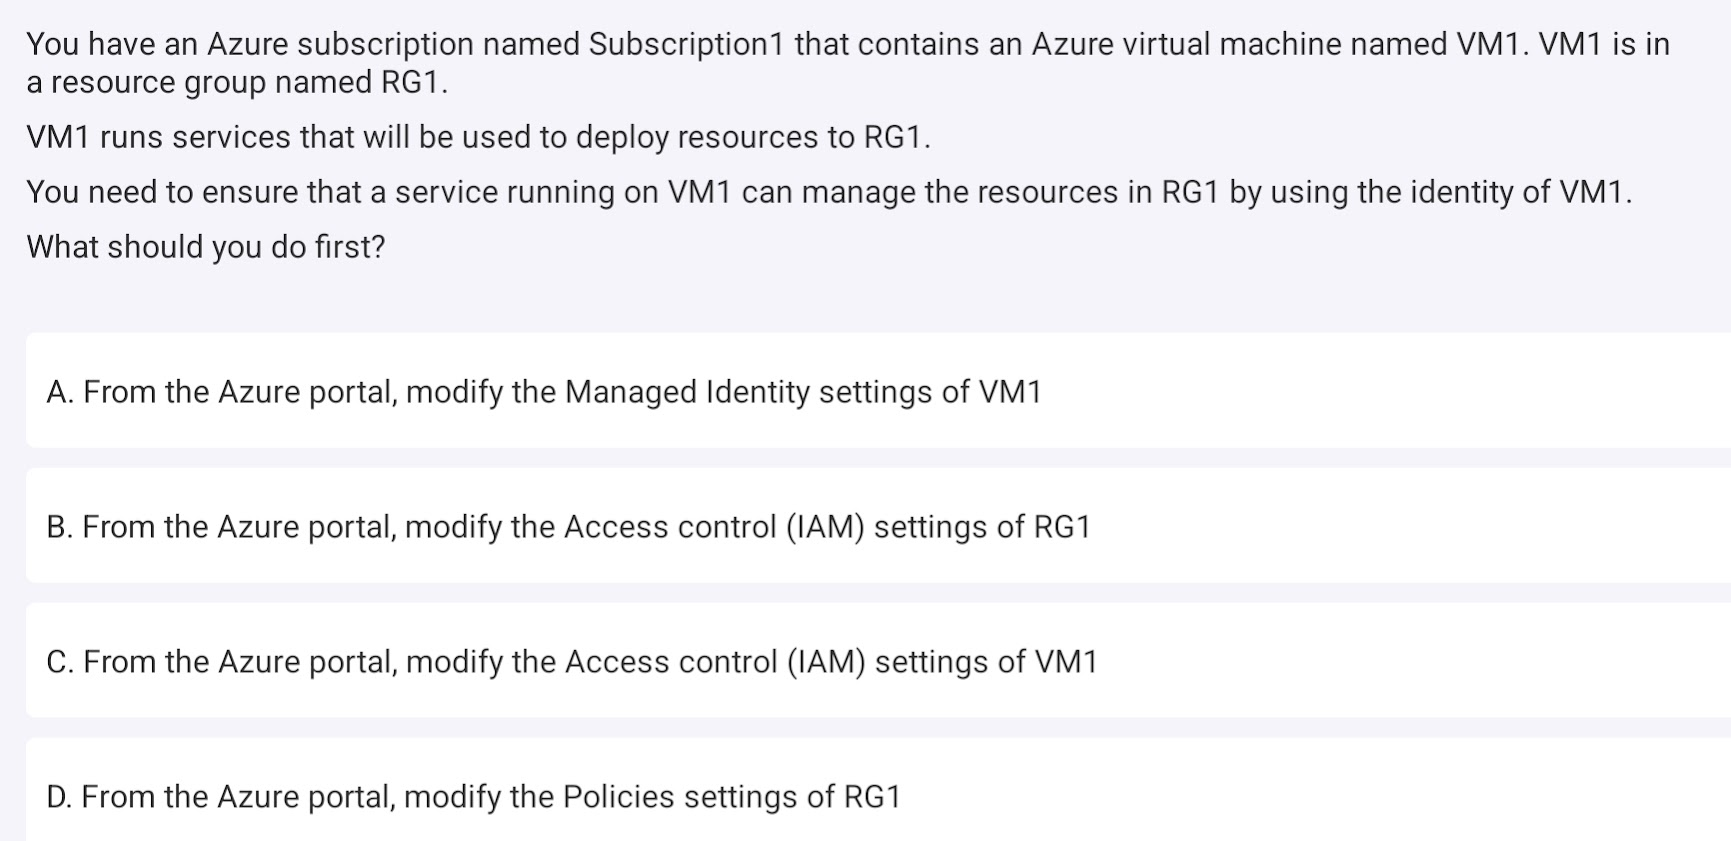 You have an Azure subscription named Subscription1 that contains an Azure virtual machine named VM1. VM1 is in
a resource group named RG1.
VM1 runs services that will be used to deploy resources to RG1.
You need to ensure that a service running on VM1 can manage the resources in RG1 by using the identity of VM1.
What should you do first?
A. From the Azure portal, modify the Managed Identity settings of VM1
B. From the Azure portal, modify the Access control (IAM) settings of RG1
C. From the Azure portal, modify the Access control (IAM) settings of VM1
D. From the Azure portal, modify the Policies settings of RG1